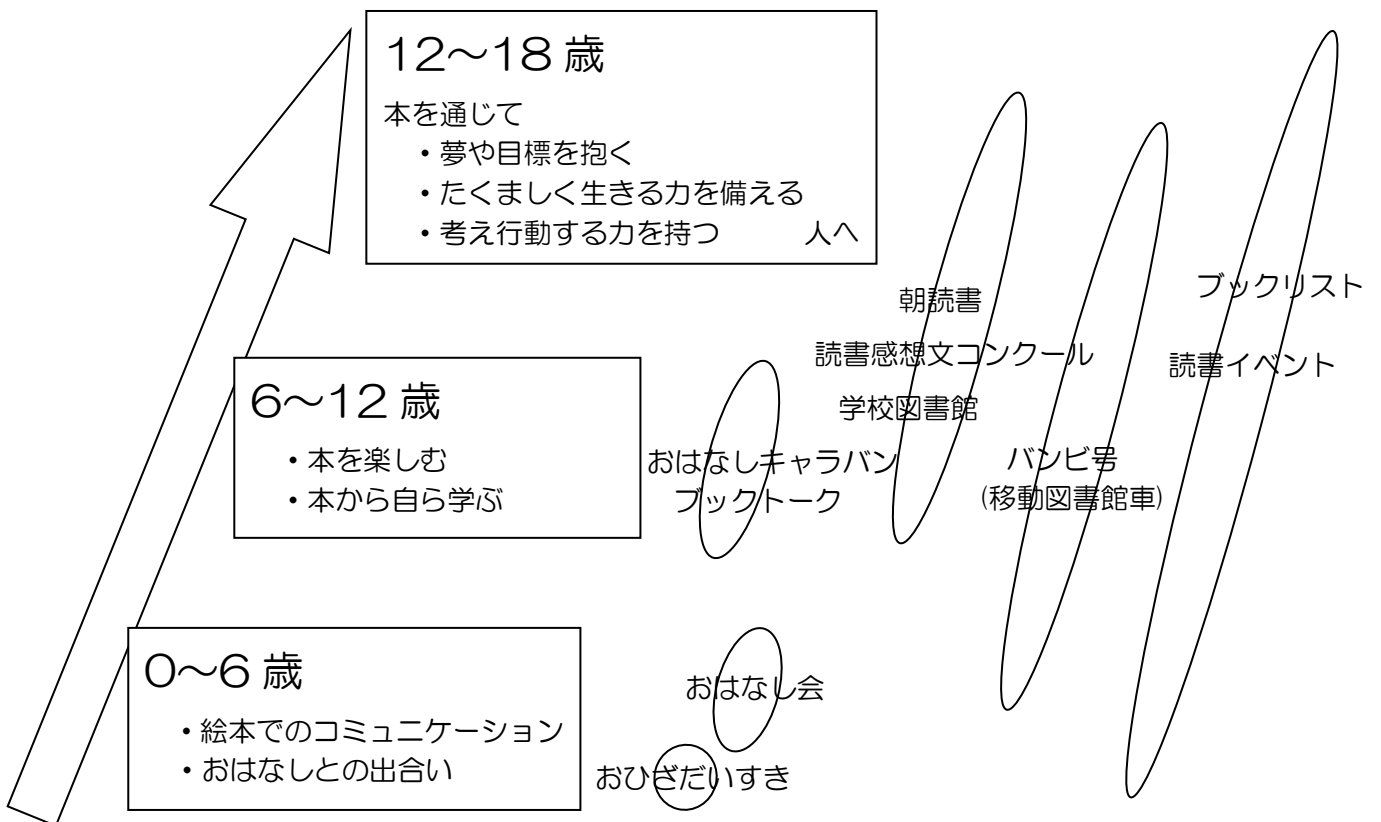 12～18歳
本を通じて
・夢や目標を抱く
・たくましく生きる力を備える
・考え行動する力を持つ　人へ
6～12歳
・本を楽しむ
・本から自ら学ぶ
0～6歳
・絵本でのコミュニケーション
・おはなしとの出合い
おはなしキャラバン
ブックトーク
おはなし会
おひざだいすき
朝読書
読書感想文コンクール
学校図書館
バンビ号
(移動図書館車)
ブックリスト
読書イベント